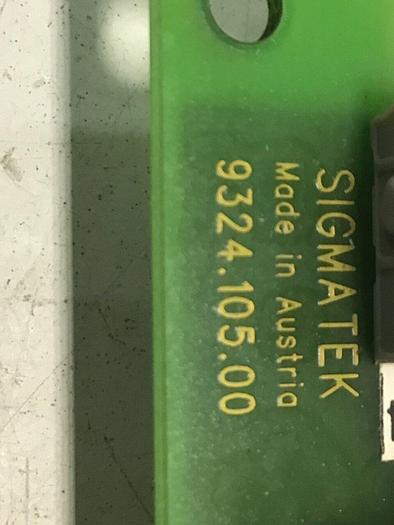 SIGMATEK
Made in Austria
9324.105.00